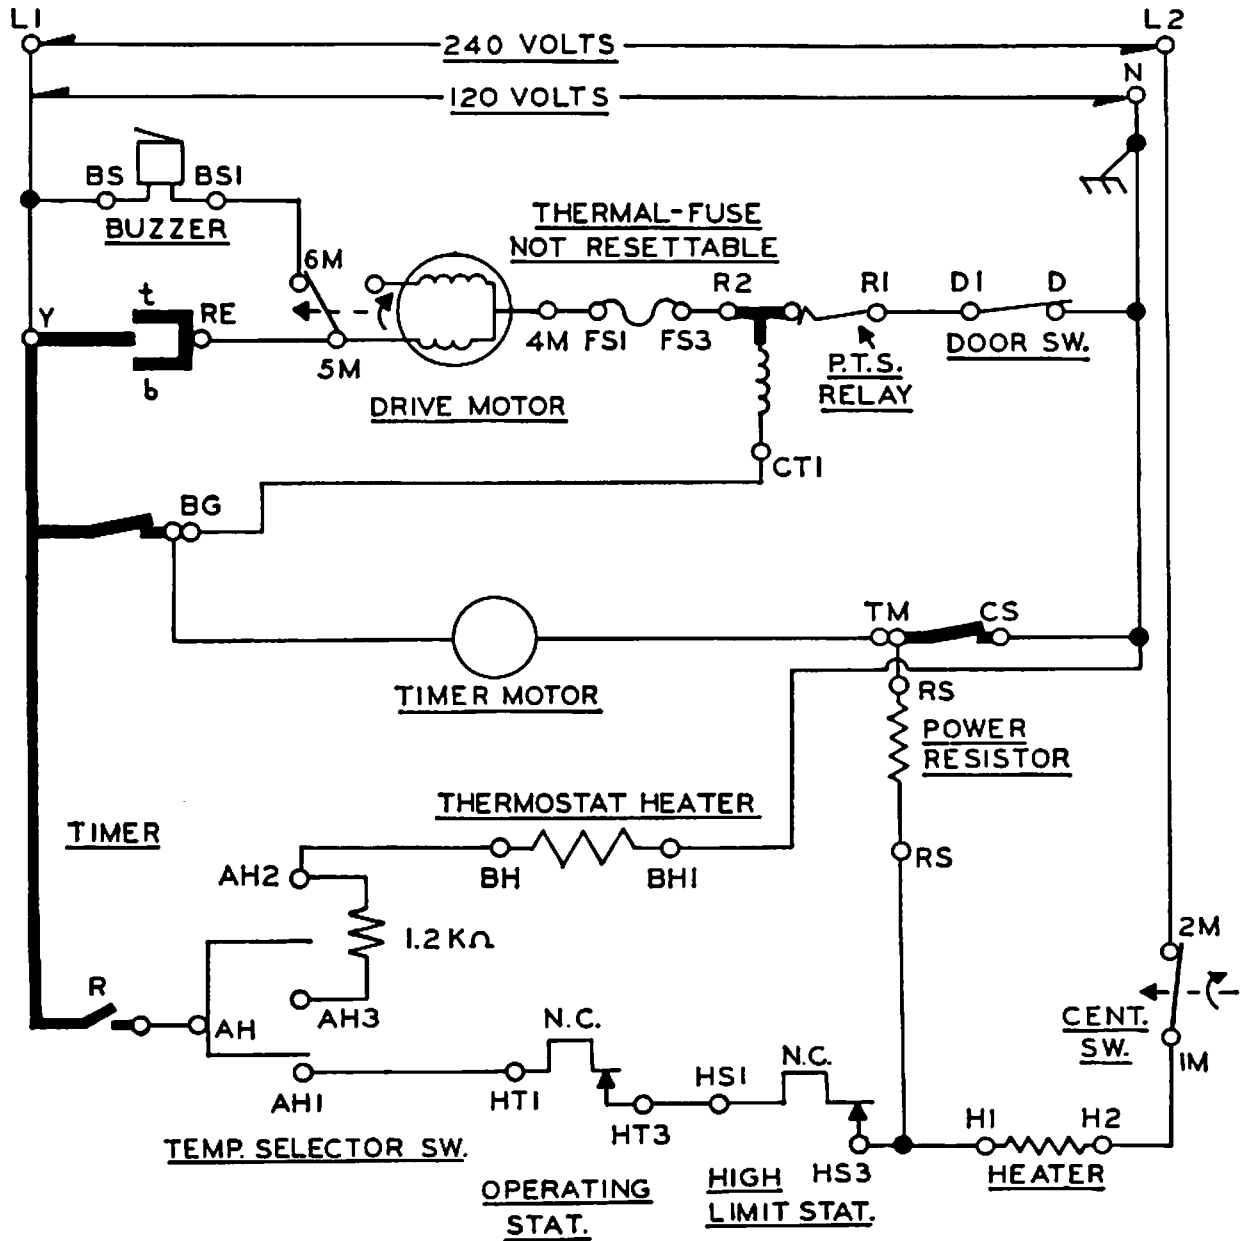 L1
L2
240 VOLTS
N
120 VOLTS
BS
BS1
BUZZER
THERMAL-FUSE
NOT RESETTABLE
6M
t
Y
RE
R2
R1
D1
D
4M
FS1
FS3
DOOR SW.
5M
b
P.T.S.
RELAY
DRIVE MOTOR
CT1
BG
TM
CS
TIMER MOTOR
RS
POWER
RESISTOR
THERMOSTAT HEATER
TIMER
AH2
BH
BH1
RS
1.2KΩ
2M
R
AH
AH3
N.C.
CENT.
SW.
N.C.
1M
AH1
HT1
HS1
HT3
H1
H2
TEMP. SELECTOR SW.
HS3
HEATER
OPERATING
STAT.
HIGH
LIMIT STAT.